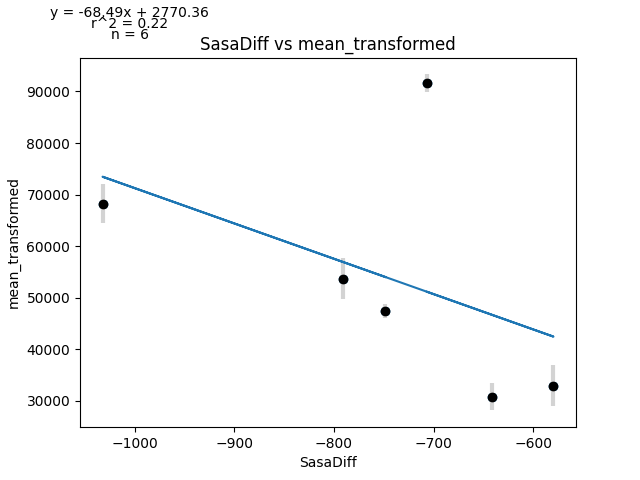 y = -68.49x + 2770.36
r^2 = 0.22
n = 6
SasaDiff vs mean_transformed
90000
80000
70000
60000
50000
40000
30000
mean_transformed
−1000
−900
−800
−700
−600
SasaDiff